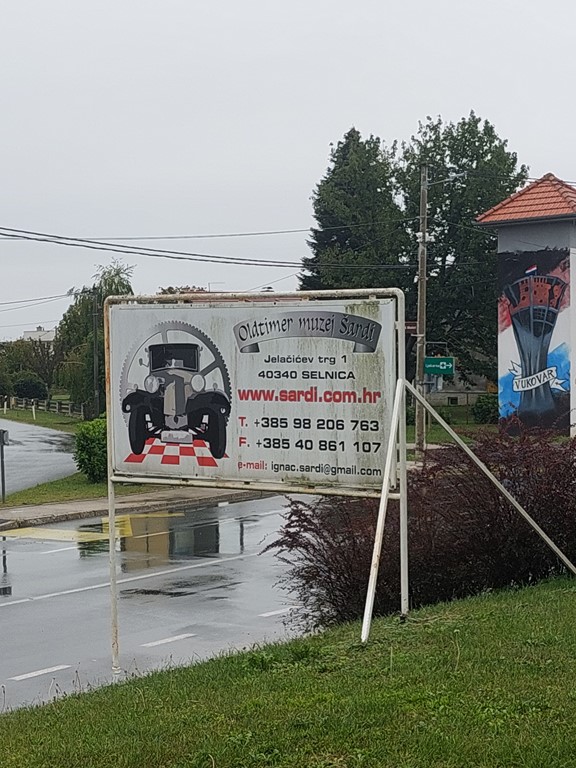 Oldtimer muzej Šardi
Jelačićev trg 1
40340 SELNICA
www.sardi.com.hr
T. +385 98 206 763
F. +385 40 861 107
e-mail: ignac.sardi@gmail.com
VUKOVAR